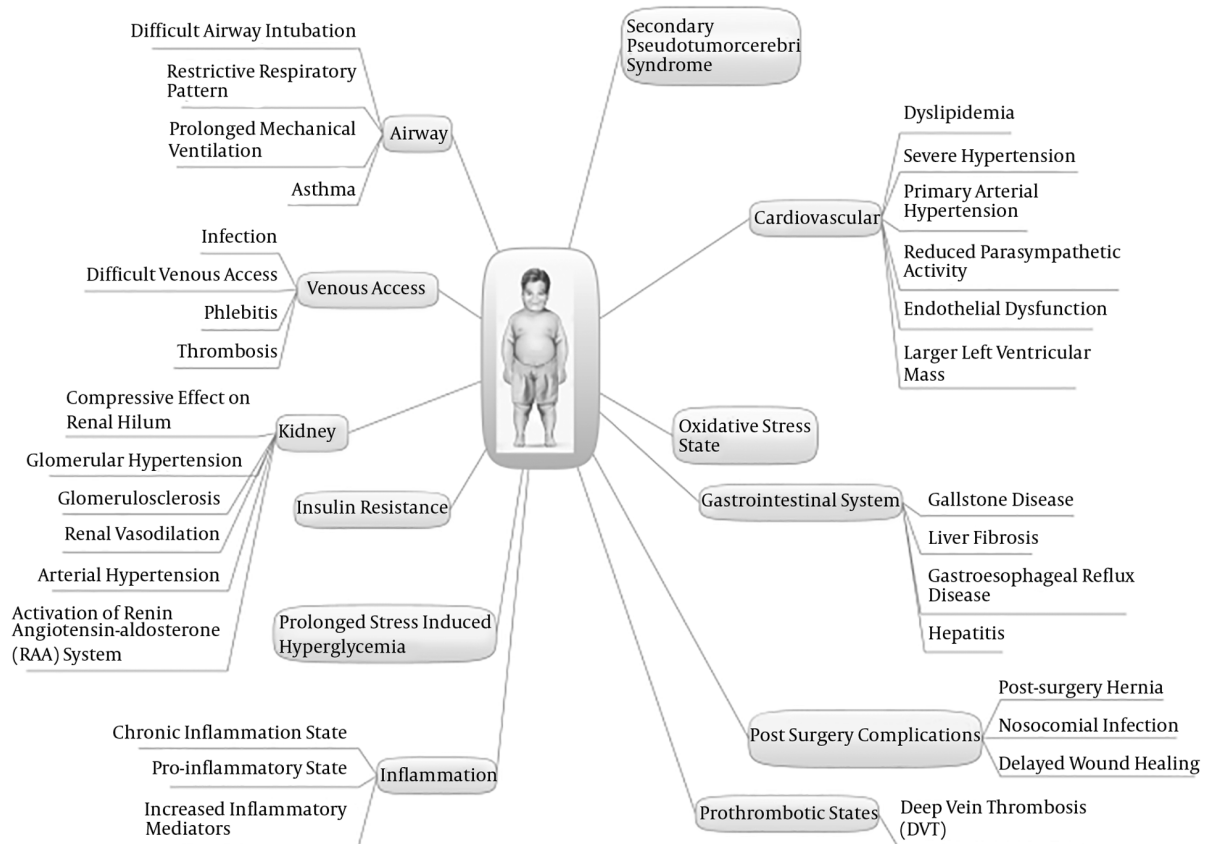 Difficult Airway Intubation
Restrictive Respiratory
Pattern
Prolonged Mechanical
Ventilation
Asthma
Airway
Infection
Difficult Venous Access
Phlebitis
Thrombosis
Venous Access
Compressive Effect on
Renal Hilum
Glomerular Hypertension
Glomerulosclerosis
Renal Vasodilation
Arterial Hypertension
Activation of Renin
Angiotensin-aldosterone
(RAA) System
Kidney
Insulin Resistance
Prolonged Stress Induced
Hyperglycemia
Chronic Inflammation State
Pro-inflammatory State
Increased Inflammatory
Mediators
Inflammation
Secondary
Pseudotumorcerebri
Syndrome
Cardiovascular
Dyslipidemia
Severe Hypertension
Primary Arterial
Hypertension
Reduced Parasympathetic
Activity
Endothelial Dysfunction
Larger Left Ventricular
Mass
Oxidative Stress
State
Gastrointestinal System
Gallstone Disease
Liver Fibrosis
Gastroesophageal Reflux
Disease
Hepatitis
Post Surgery Complications
Post-surgery Hernia
Nosocomial Infection
Delayed Wound Healing
Prothrombotic States
Deep Vein Thrombosis
(DVT)